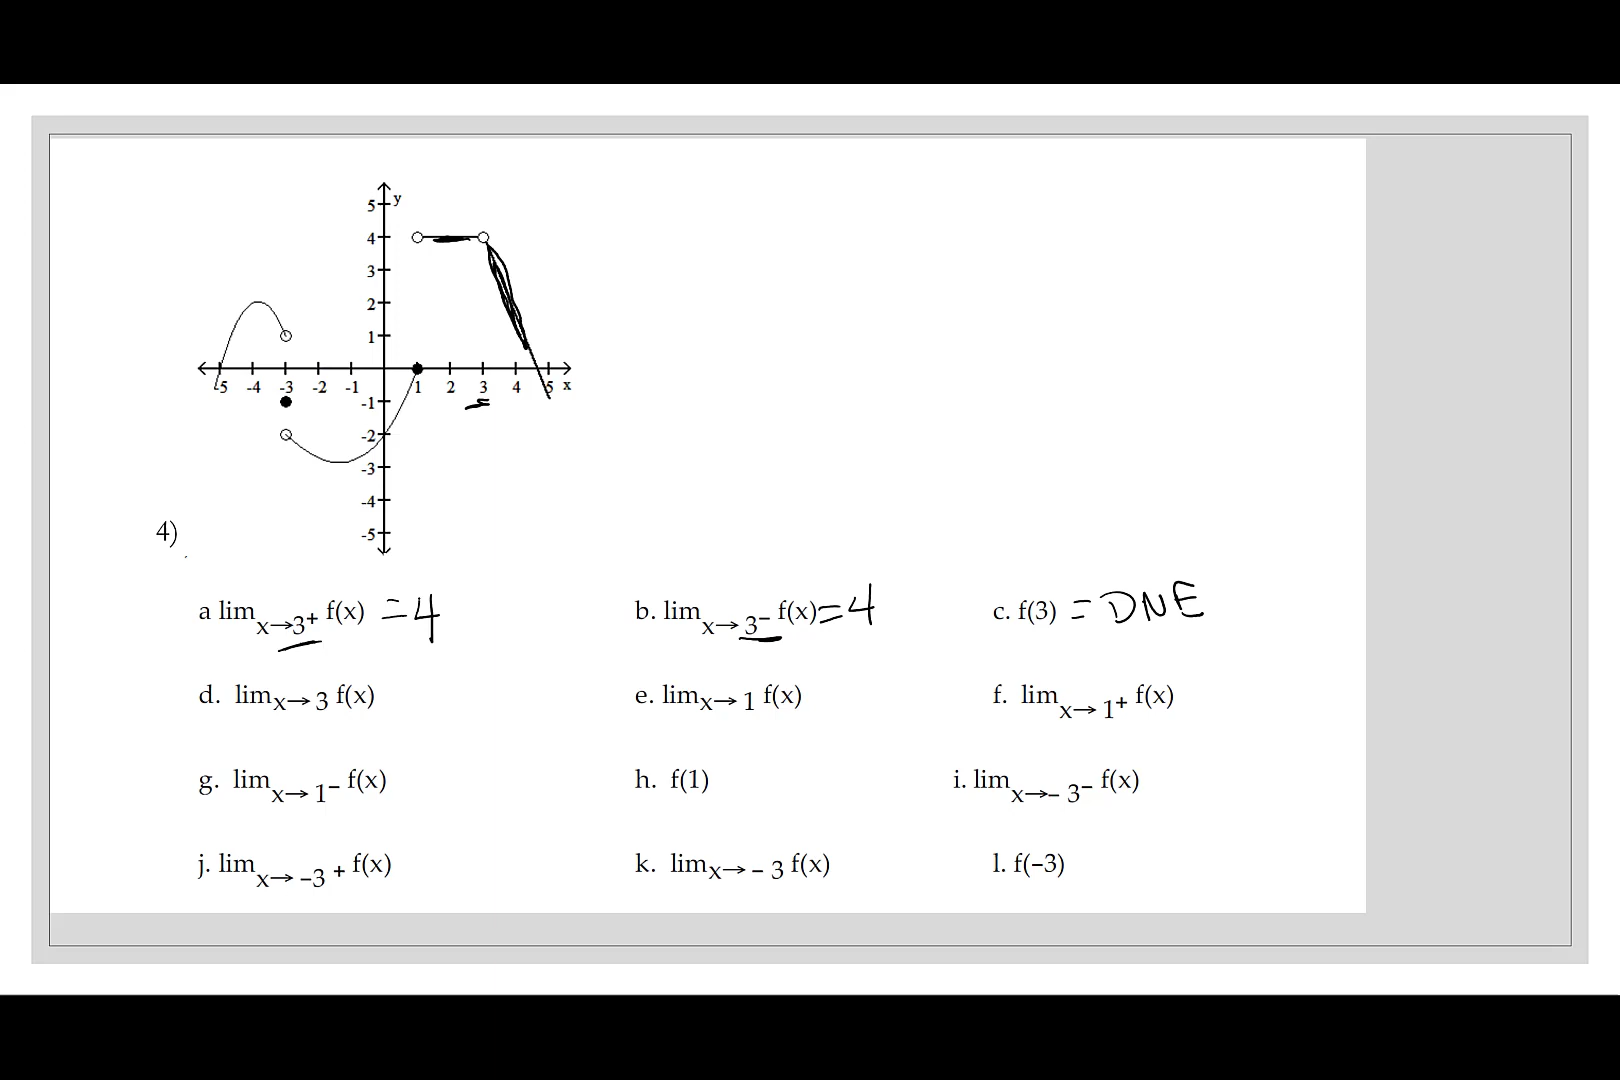 y
5
4
3
2
1
-5 -4 -3 -2 -1 1 2 3 4 5 x
-1
-2
-3
-4
-5
4)
a lim x→3⁺ f(x) = 4 b. lim x→ 3⁻ f(x) = 4 c. f(3) = DNE
d. lim x→ 3 f(x) e. lim x→ 1 f(x) f. lim x→ 1⁺ f(x)
g. lim x→ 1⁻ f(x) h. f(1) i. lim x→– 3⁻ f(x)
j. lim x→ –3 ⁺ f(x) k. lim x→ – 3 f(x) l. f(–3)